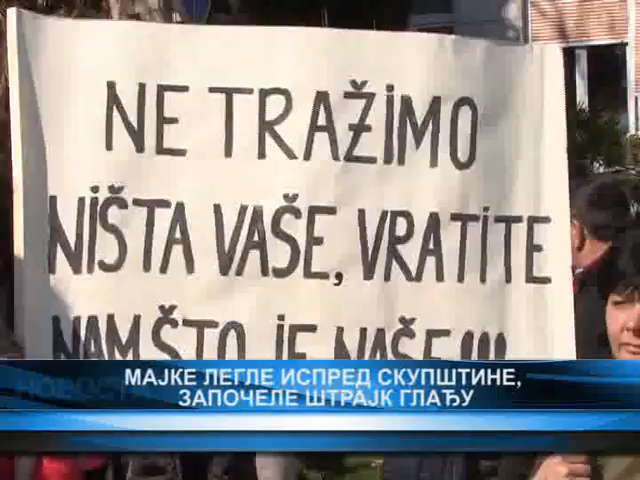 NE TRAŽIMO
NIŠTA VAŠE, VRATITE
NAM ŠTO JE NAŠE!!!
МАЈКЕ ЛЕГЛЕ ИСПРЕД СКУПШТИНЕ,
ЗАПОЧЕЛЕ ШТРАЈК ГЛАЂУ